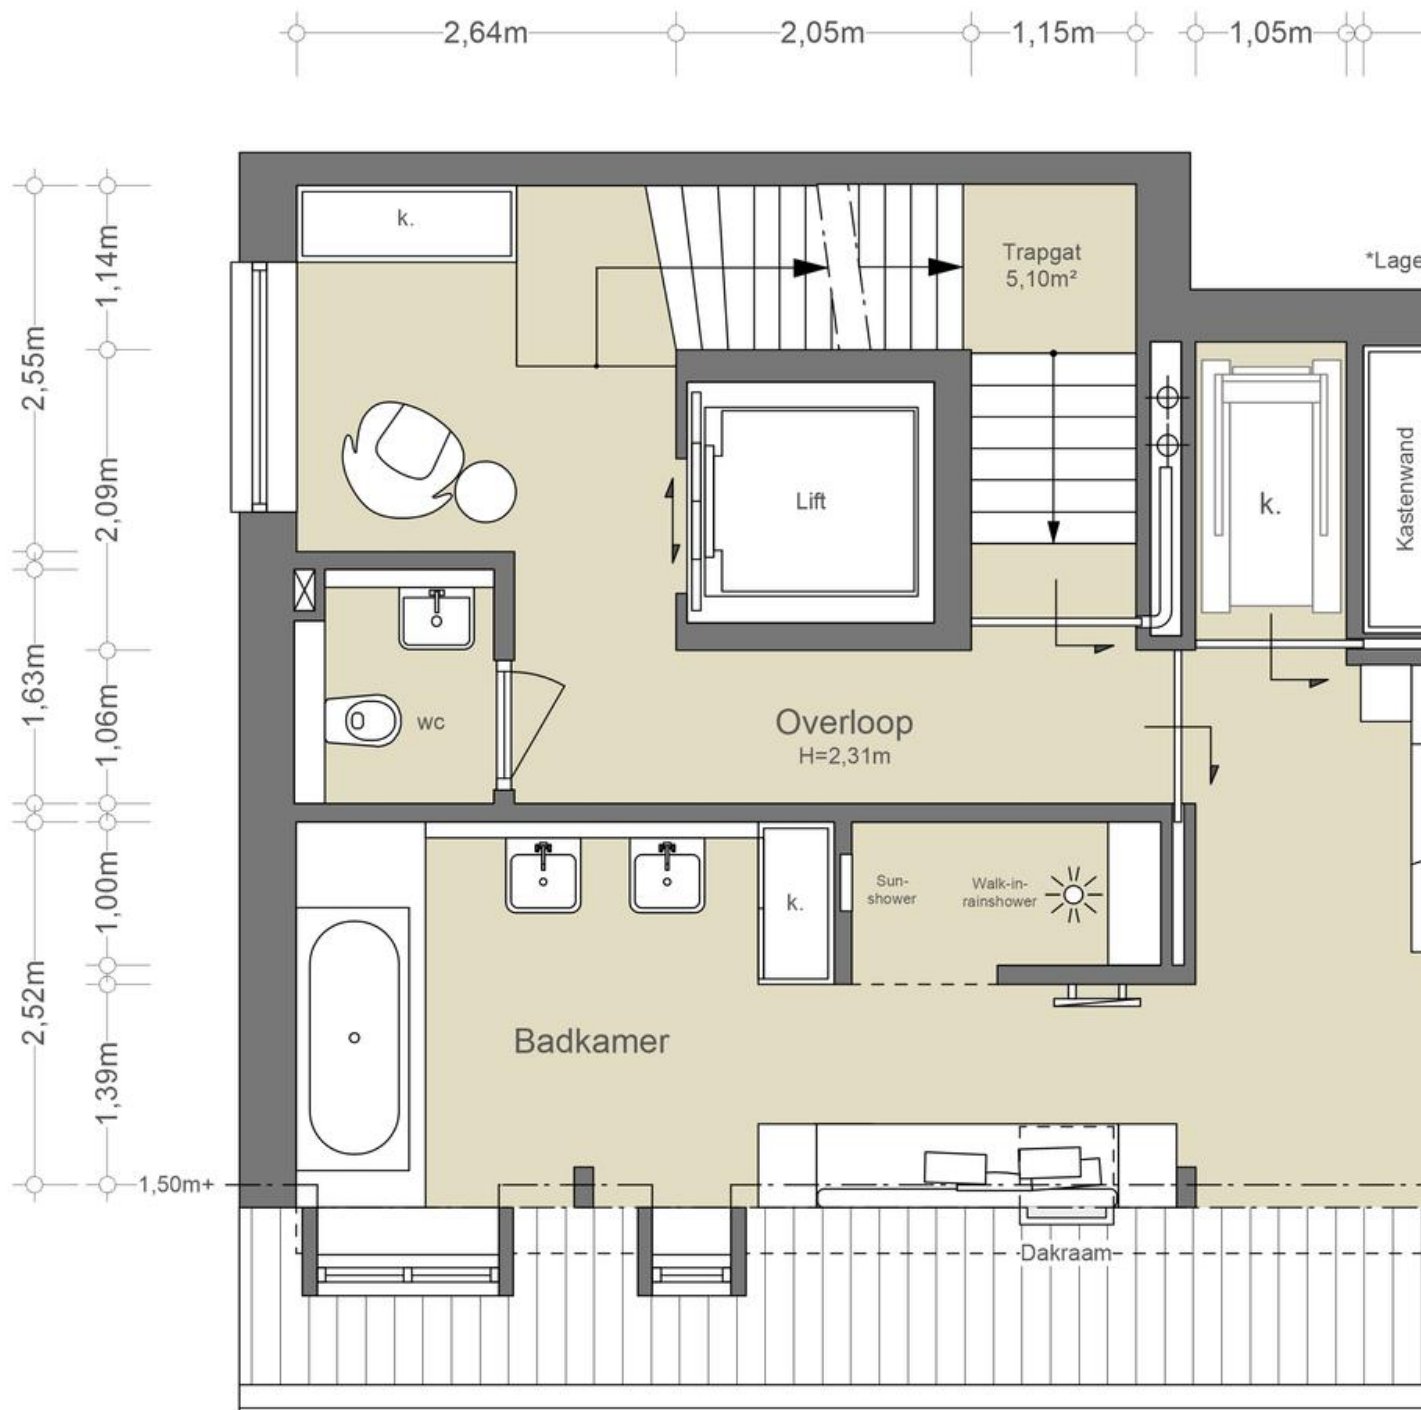 2,64m
2,05m
1,15m
1,05m
2,55m
1,14m
2,09m
1,63m
1,06m
2,52m
1,00m
1,39m
k.
Trapgat
5,10m²
*Lage
Lift
k.
Kastenwand
wc
Overloop
H=2,31m
k.
Sun-
shower
Walk-in-
rainshower
Badkamer
1,50m+
Dakraam